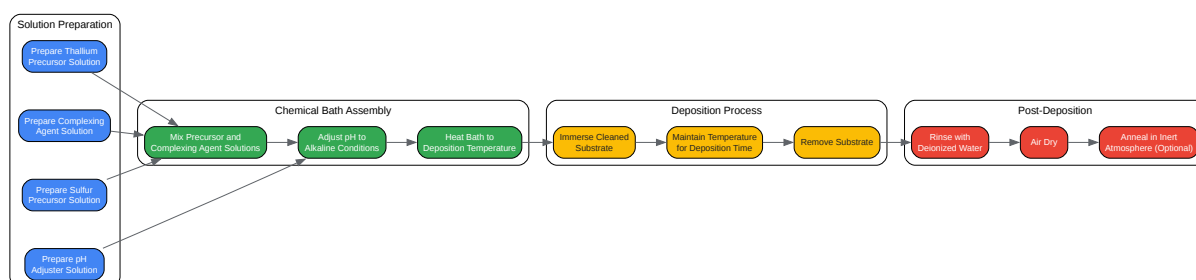 Solution Preparation
Prepare Thallium
Precursor Solution
Prepare Complexing
Agent Solution
Prepare Sulfur
Precursor Solution
Prepare pH
Adjuster Solution
Chemical Bath Assembly
Mix Precursor and
Complexing Agent Solutions
Adjust pH to
Alkaline Conditions
Heat Bath to
Deposition Temperature
Deposition Process
Immerse Cleaned
Substrate
Maintain Temperature
for Deposition Time
Remove Substrate
Post-Deposition
Rinse with
Deionized Water
Air Dry
Anneal in Inert
Atmosphere (Optional)